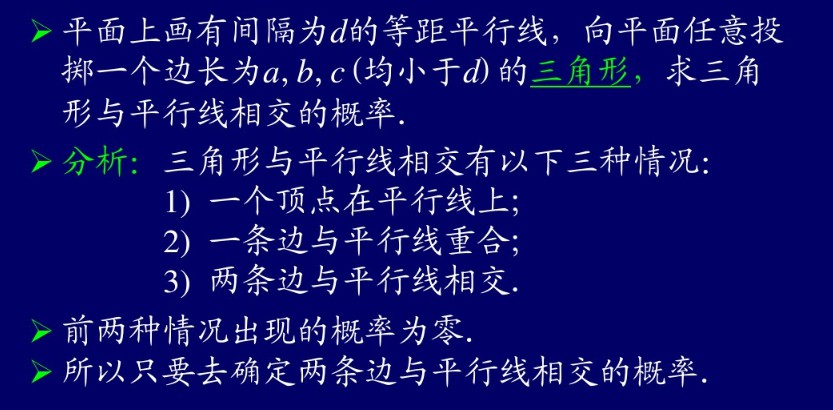 ➢ 平面上画有间隔为d的等距平行线，向平面任意投
掷一个边长为a, b, c (均小于d) 的三角形，求三角
形与平行线相交的概率.
➢ 分析: 三角形与平行线相交有以下三种情况:
1) 一个顶点在平行线上;
2) 一条边与平行线重合;
3) 两条边与平行线相交.
➢ 前两种情况出现的概率为零.
➢ 所以只要去确定两条边与平行线相交的概率.